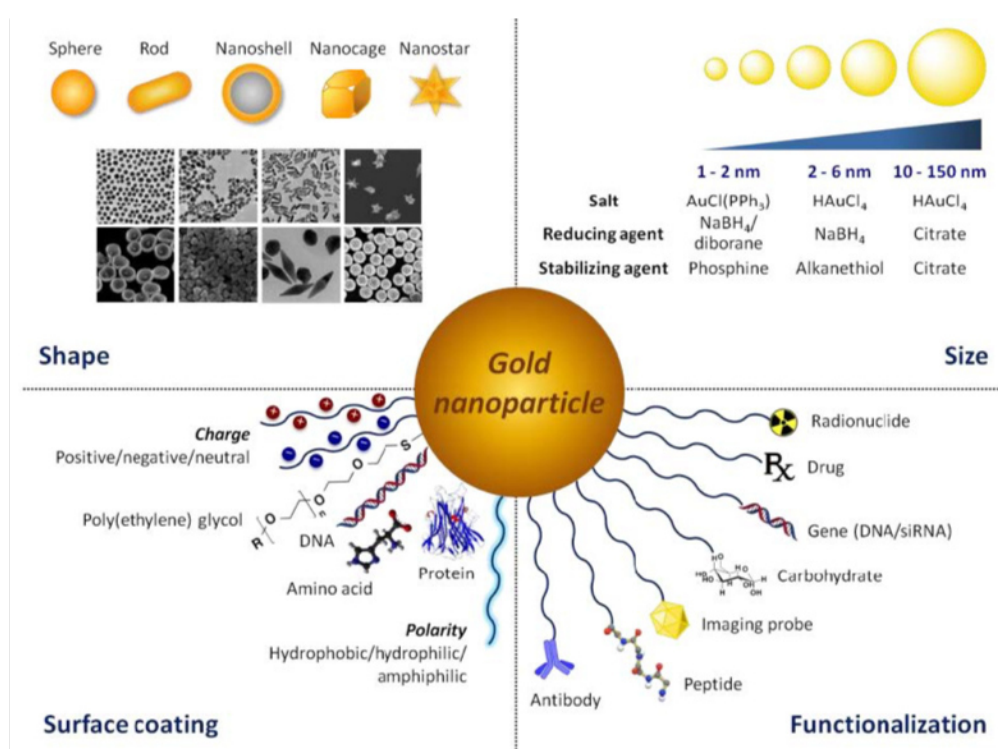 Sphere Rod Nanoshell Nanocage Nanostar
Shape
1 - 2 nm 2 - 6 nm 10 - 150 nm
Salt AuCl(PPh₃) HAuCl₄ HAuCl₄
Reducing agent NaBH₄/ diborane NaBH₄ Citrate
Stabilizing agent Phosphine Alkanethiol Citrate
Size
Gold
nanoparticle
+ + + +
Charge
Positive/negative/neutral
- - - -
Poly(ethylene) glycol
R O n O O S
DNA
Amino acid
Protein
Polarity
Hydrophobic/hydrophilic/
amphiphilic
Surface coating
Radionuclide
Rx Drug
Gene (DNA/siRNA)
Carbohydrate
Imaging probe
Peptide
Antibody
Functionalization